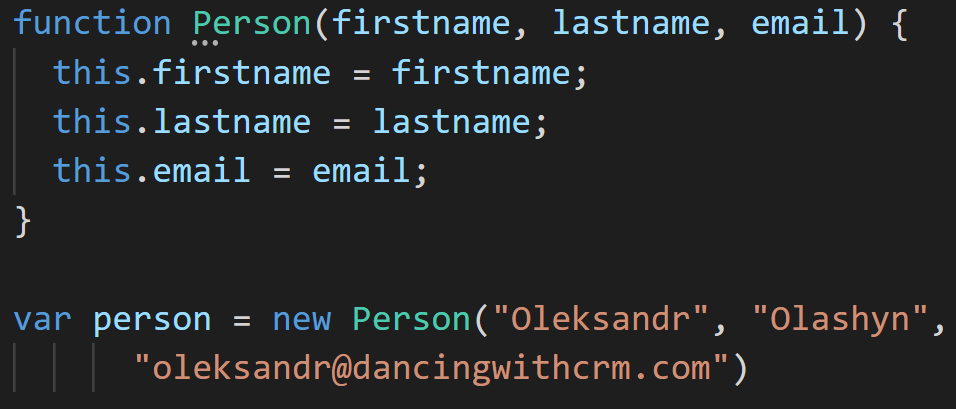 function Person(firstname, lastname, email) {
  this.firstname = firstname;
  this.lastname = lastname;
  this.email = email;
}
var person = new Person("Oleksandr", "Olashyn",
      "oleksandr@dancingwithcrm.com")